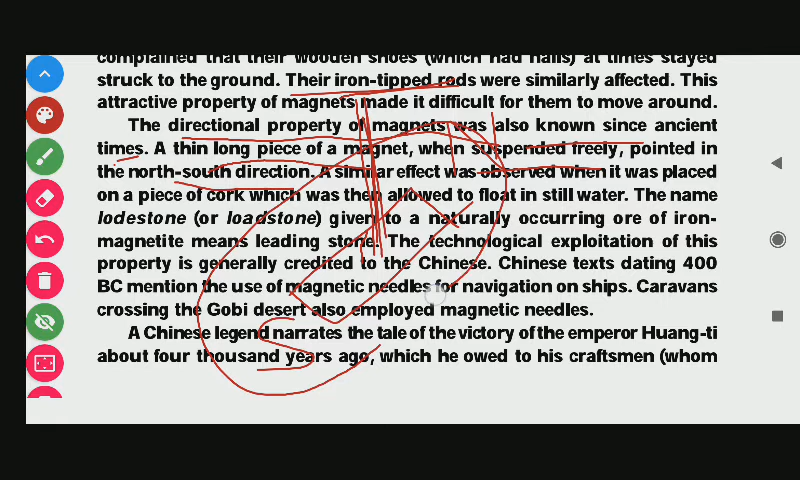 complained that their wooden shoes (which had nails) at times stayed
struck to the ground. Their iron-tipped rods were similarly affected. This
attractive property of magnets made it difficult for them to move around.
The directional property of magnets was also known since ancient
times. A thin long piece of a magnet, when suspended freely, pointed in
the north-south direction. A similar effect was observed when it was placed
on a piece of cork which was then allowed to float in still water. The name
lodestone (or loadstone) given to a naturally occurring ore of iron-
magnetite means leading stone. The technological exploitation of this
property is generally credited to the Chinese. Chinese texts dating 400
BC mention the use of magnetic needles for navigation on ships. Caravans
crossing the Gobi desert also employed magnetic needles.
A Chinese legend narrates the tale of the victory of the emperor Huang-ti
about four thousand years ago, which he owed to his craftsmen (whom